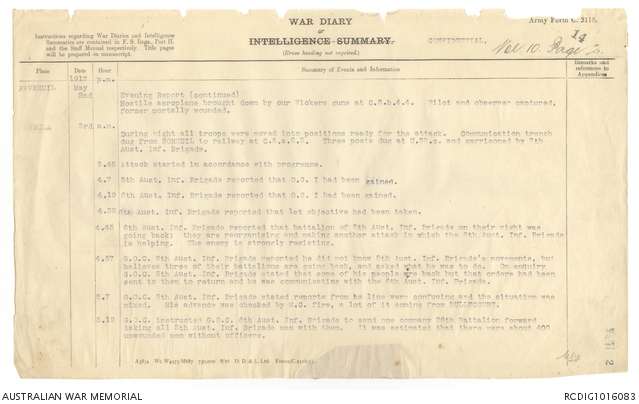 WAR DIARY
or
INTELLIGENCE SUMMARY.
(Erase heading not required).
Army Form C. 2118.
Instructions regarding War Diaries and Intelligence
Summaries are contained in F. S. Regs., Part II.
and the Staff Manual respectively. Title pages
will be prepared in manuscript.
CONFIDENTIAL.
14
Vol 10. Page 2.
Place
Date
Hour
Summary of Events and Information
Remarks and
references to
Appendices
1917
May
2nd
p.m.
Evening Report (continued)
Hostile aeroplane brought down by our Vickers guns at Pilot and observer captured,
former mortally wounded.
3rd a.m.
During night all troops were moved into positions ready for the attack. Communication trench
dug from to railway at Three posts dug at and garrisoned by
Aust. Inf. Brigade.
3.45 Attack started in accordance with programme.
4.7 5th Aust. Inf. Brigade reported that O.G. I had been gained.
4.10 6th Aust. Inf. Brigade reported that O.G. I had been gained.
6th Aust. Inf. Brigade reported that 1st objective had been taken.
6th Aust. Inf. Brigade reported that battalion of 5th Aust. Inf. Brigade on their right was
going back; they are reorganising and making another attack in which the 6th Aust. Inf. Brigade
is helping. The enemy is strongly resisting.
4.57 G.O.C. 5th Aust. Inf. Brigade reported he did not know 5th Aust. Inf. Brigade's movements, but
believes three of their battalions are going back, and asked what he was to do. On enquiry
G.O.C. 5th Aust. Inf. Brigade stated that some of his people are back but that orders had been
sent to them to return and he was communicating with the 6th Aust. Inf. Brigade.
5.7 G.O.C. 5th Aust. Inf. Brigade stated reports from his line were confusing and the situation was
mixed. His advance was checked by M.G. fire, a lot of it coming from BULLECOURT.
5.12 G.O.C. instructed G.O.C. 6th Aust. Inf. Brigade to send one company 26th Battalion forward
taking all 5th Aust. Inf. Brigade men with them. It was estimated that there were about 400
unwounded men without officers.
D. D. & L., Ltd.
AUSTRALIAN WAR MEMORIAL
RCDIG1016083